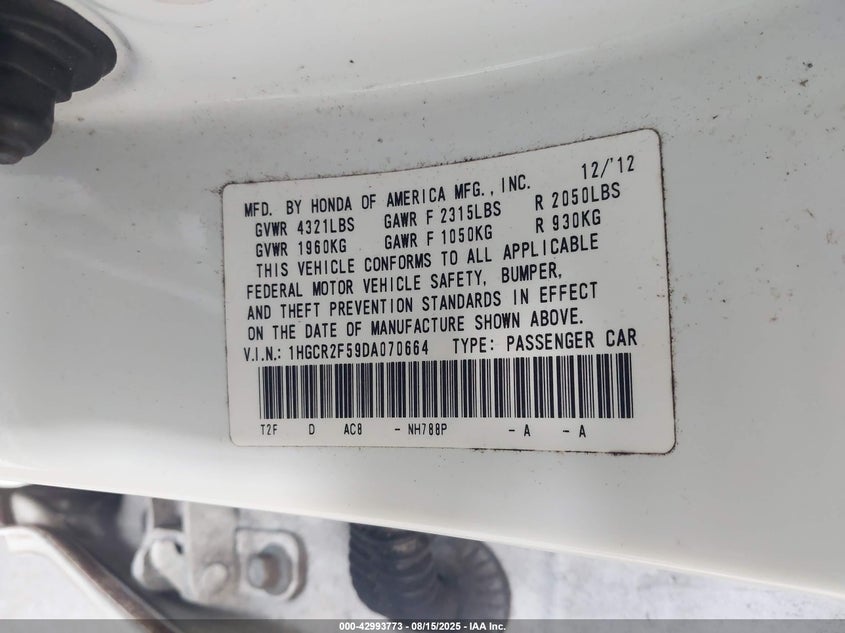 MFD. BY HONDA OF AMERICA MFG., INC. 12/'12
GVWR 4321LBS GAWR F 2315LBS R 2050LBS
GVWR 1960KG GAWR F 1050KG R 930KG
THIS VEHICLE CONFORMS TO ALL APPLICABLE
FEDERAL MOTOR VEHICLE SAFETY, BUMPER,
AND THEFT PREVENTION STANDARDS IN EFFECT
ON THE DATE OF MANUFACTURE SHOWN ABOVE.
V.I.N.: 1HGCR2F59DA070664 TYPE: PASSENGER CAR
T2F D AC8 - NH788P - A - A
000-42993773 - 08/15/2025 - IAA Inc.